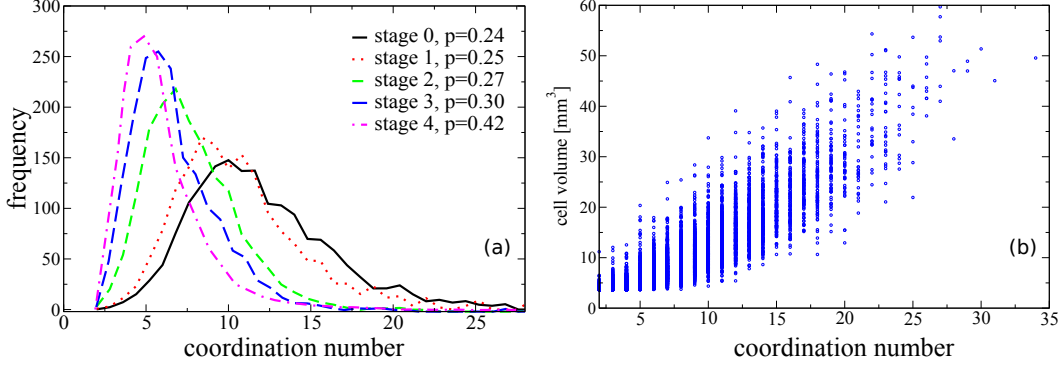 300
250
200
150
100
50
0
frequency
0
5
10
15
20
25
coordination number
stage 0, p=0.24
stage 1, p=0.25
stage 2, p=0.27
stage 3, p=0.30
stage 4, p=0.42
(a)
60
50
40
30
20
10
0
cell volume [mm³]
5
10
15
20
25
30
35
coordination number
(b)